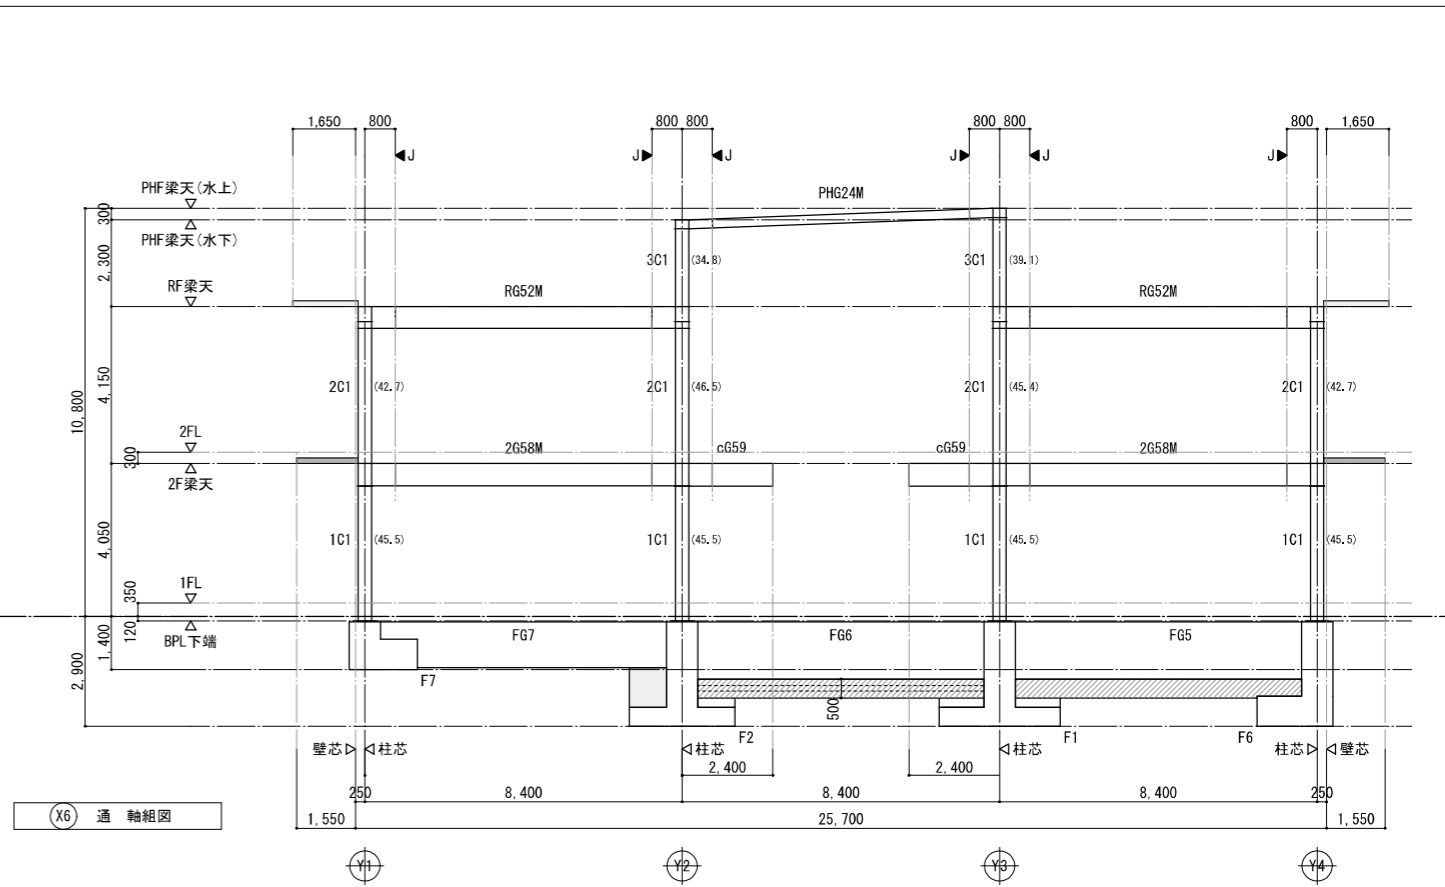 1,650 800 800 800 800 800 800 1,650
J J J J J J
PHF梁天(水上)
PHG24M
300
PHF梁天(水下)
2,300
3C1 (34.8) 3C1 (39.1)
RF梁天
RG52M RG52M
4,150
10,800
2C1 (42.7) 2C1 (46.5) 2C1 (45.4) 2C1 (42.7)
2FL
300
2G58M cG59 cG59 2G58M
2F梁天
4,050
1C1 (45.5) 1C1 (45.5) 1C1 (45.5) 1C1 (45.5)
1FL
350
120
BPL下端
1,400
2,900
FG7 FG6 FG5
F7
500
F2 F1 F6
壁芯 柱芯 柱芯 柱芯 柱芯 壁芯
2,400 2,400
250 8,400 8,400 8,400 250
X6 通 軸組図
1,550 25,700 1,550
Y1 Y2 Y3 Y4